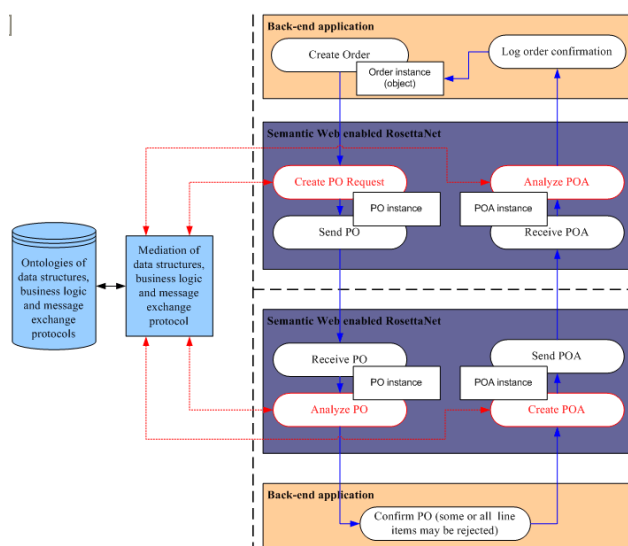 ]
Back-end application
Create Order
Log order confirmation
Order instance
(object)
Semantic Web enabled RosettaNet
Create PO Request
Analyze POA
PO instance
POA instance
Send PO
Receive POA
Ontologies of
data structures,
business logic
and message
exchange
protocols
Mediation of
data structures,
business logic
and message
exchange
protocol
Semantic Web enabled RosettaNet
Receive PO
Send POA
PO instance
POA instance
Analyze PO
Create POA
Back-end application
Confirm PO (some or all line
items may be rejected)